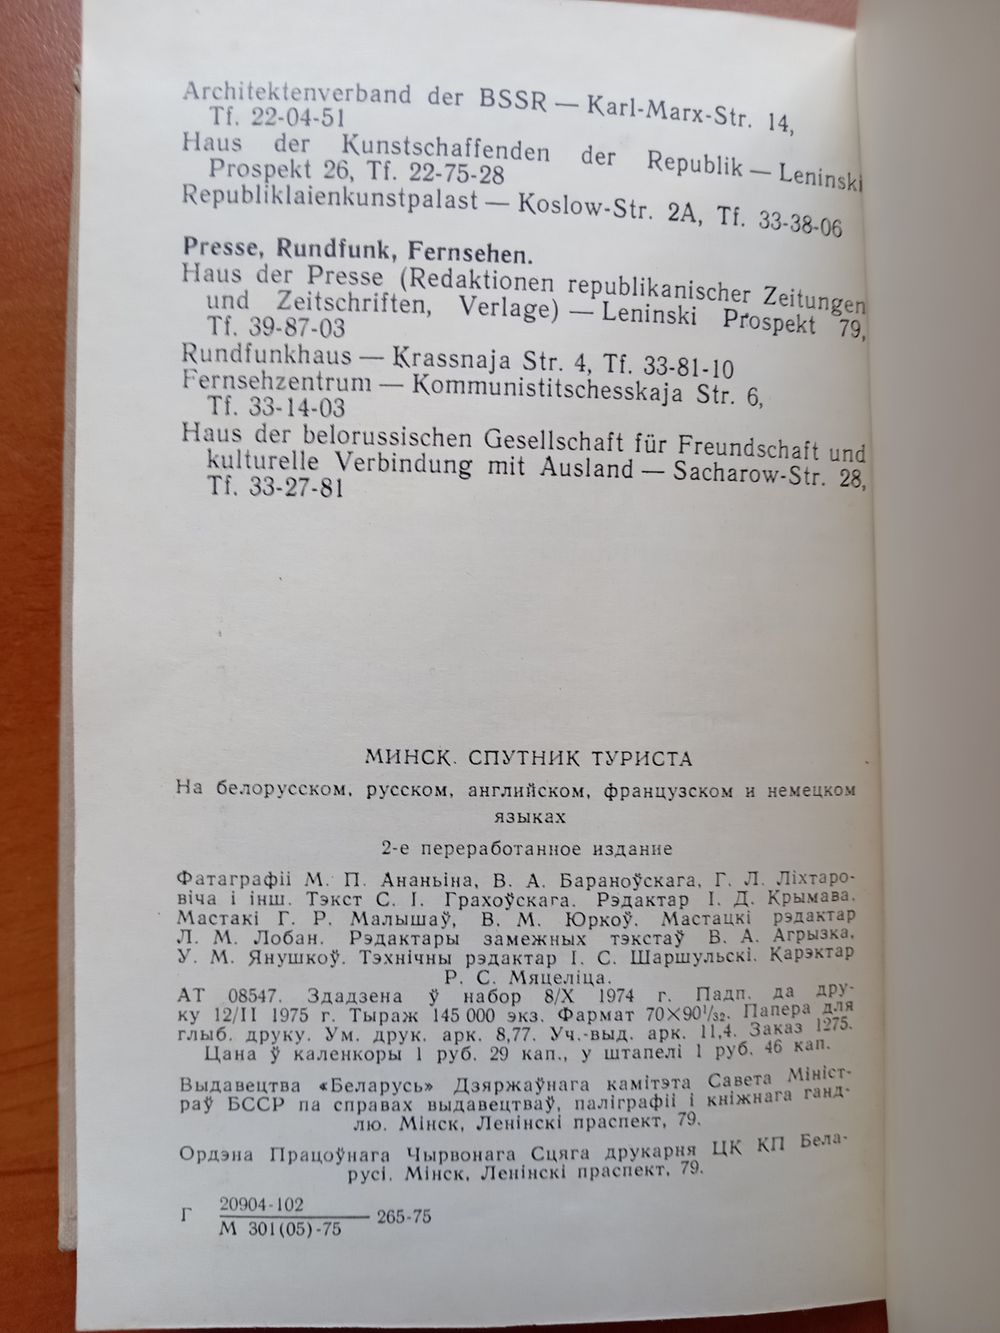 Architektenverband der BSSR — Karl-Marx-Str. 14,
Tf. 22-04-51
Haus der Kunstschaffenden der Republik — Leninski
Prospekt 26, Tf. 22-75-28
Republiklaienkunstpalast — Koslow-Str. 2A, Tf. 33-38-06
Presse, Rundfunk, Fernsehen.
Haus der Presse (Redaktionen republikanischer Zeitungen
und Zeitschriften, Verlage) — Leninski Prospekt 79,
Tf. 39-87-03
Rundfunkhaus — Krassnaja Str. 4, Tf. 33-81-10
Fernsehzentrum — Kommunistitschesskaja Str. 6,
Tf. 33-14-03
Haus der belorussischen Gesellschaft für Freundschaft und
kulturelle Verbindung mit Ausland — Sacharow-Str. 28,
Tf. 33-27-81
МИНСК. СПУТНИК ТУРИСТА
На белорусском, русском, английском, французском и немецком
языках
2-е переработанное издание
Фатаграфіі М. П. Ананьіна, В. А. Бараноўскага, Г. Л. Ліхтаро-
віча і інш. Тэкст С. І. Грахоўскага. Рэдактар І. Д. Крымава.
Мастакі Г. Р. Малышаў, В. М. Юркоў. Мастацкі рэдактар
Л. М. Лобан. Рэдактары замежных тэкстаў В. А. Агрызка,
У. М. Янушкоў. Тэхнічны рэдактар І. С. Шаршульскі. Карэктар
Р. С. Мяцеліца.
АТ 08547. Здадзена ў набор 8/X 1974 г. Падп. да дру-
ку 12/II 1975 г. Тыраж 145 000 экз. Фармат 70×90¹/₃₂. Папера для
глыб. друку. Ум. друк. арк. 8,77. Уч.-выд. арк. 11,4. Заказ 1275.
Цана ў каленкоры 1 руб. 29 кап., у штапелі 1 руб. 46 кап.
Выдавецтва «Беларусь» Дзяржаўнага камітэта Савета Мініст-
раў БССР па справах выдавецтваў, паліграфіі і кніжнага ганд-
лю. Мінск, Ленінскі праспект, 79.
Ордэна Працоўнага Чырвонага Сцяга друкарня ЦК КП Бела-
русі. Мінск, Ленінскі праспект, 79.
20904-102
Г — 265-75
М 301(05)-75